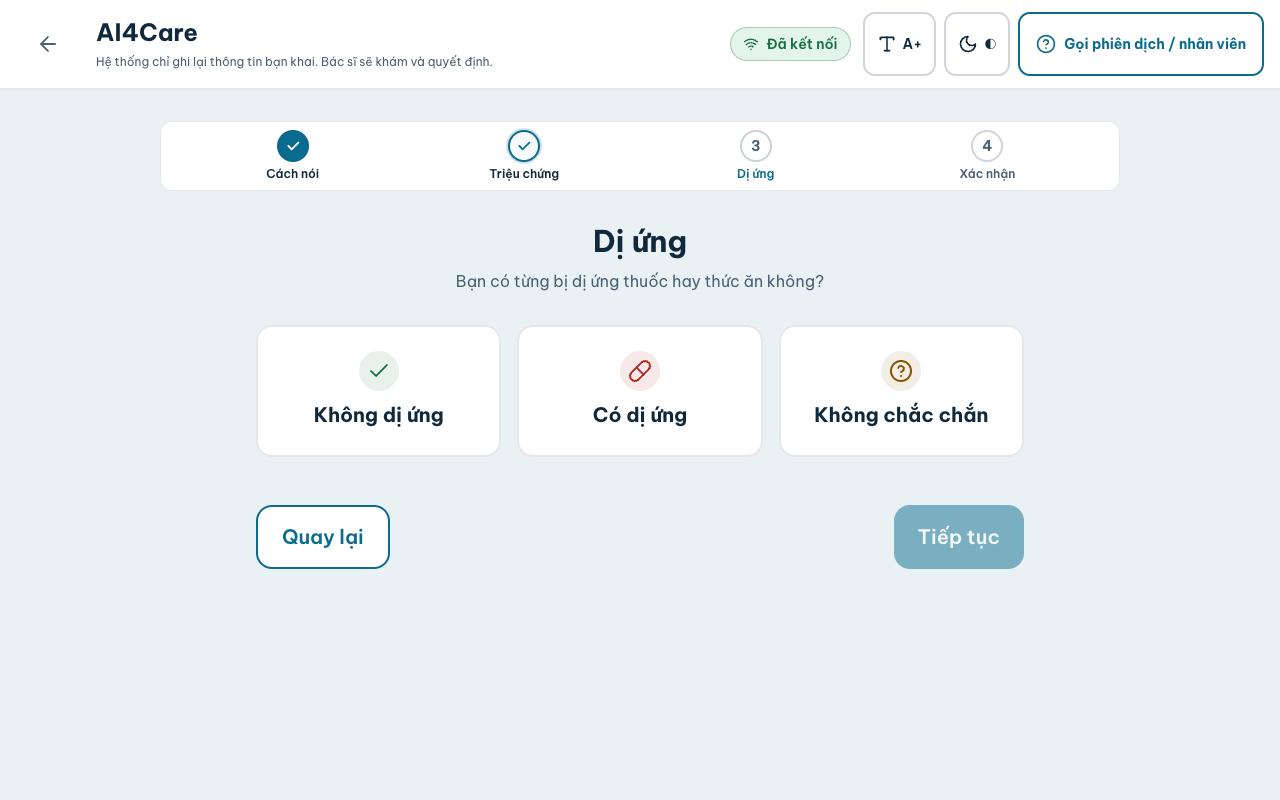 AI4Care
Hệ thống chỉ ghi lại thông tin bạn khai. Bác sĩ sẽ khám và quyết định.
Đã kết nối
A+
Gọi phiên dịch / nhân viên
Cách nói
Triệu chứng
3
Dị ứng
4
Xác nhận
Dị ứng
Bạn có từng bị dị ứng thuốc hay thức ăn không?
Không dị ứng
Có dị ứng
Không chắc chắn
Quay lại
Tiếp tục